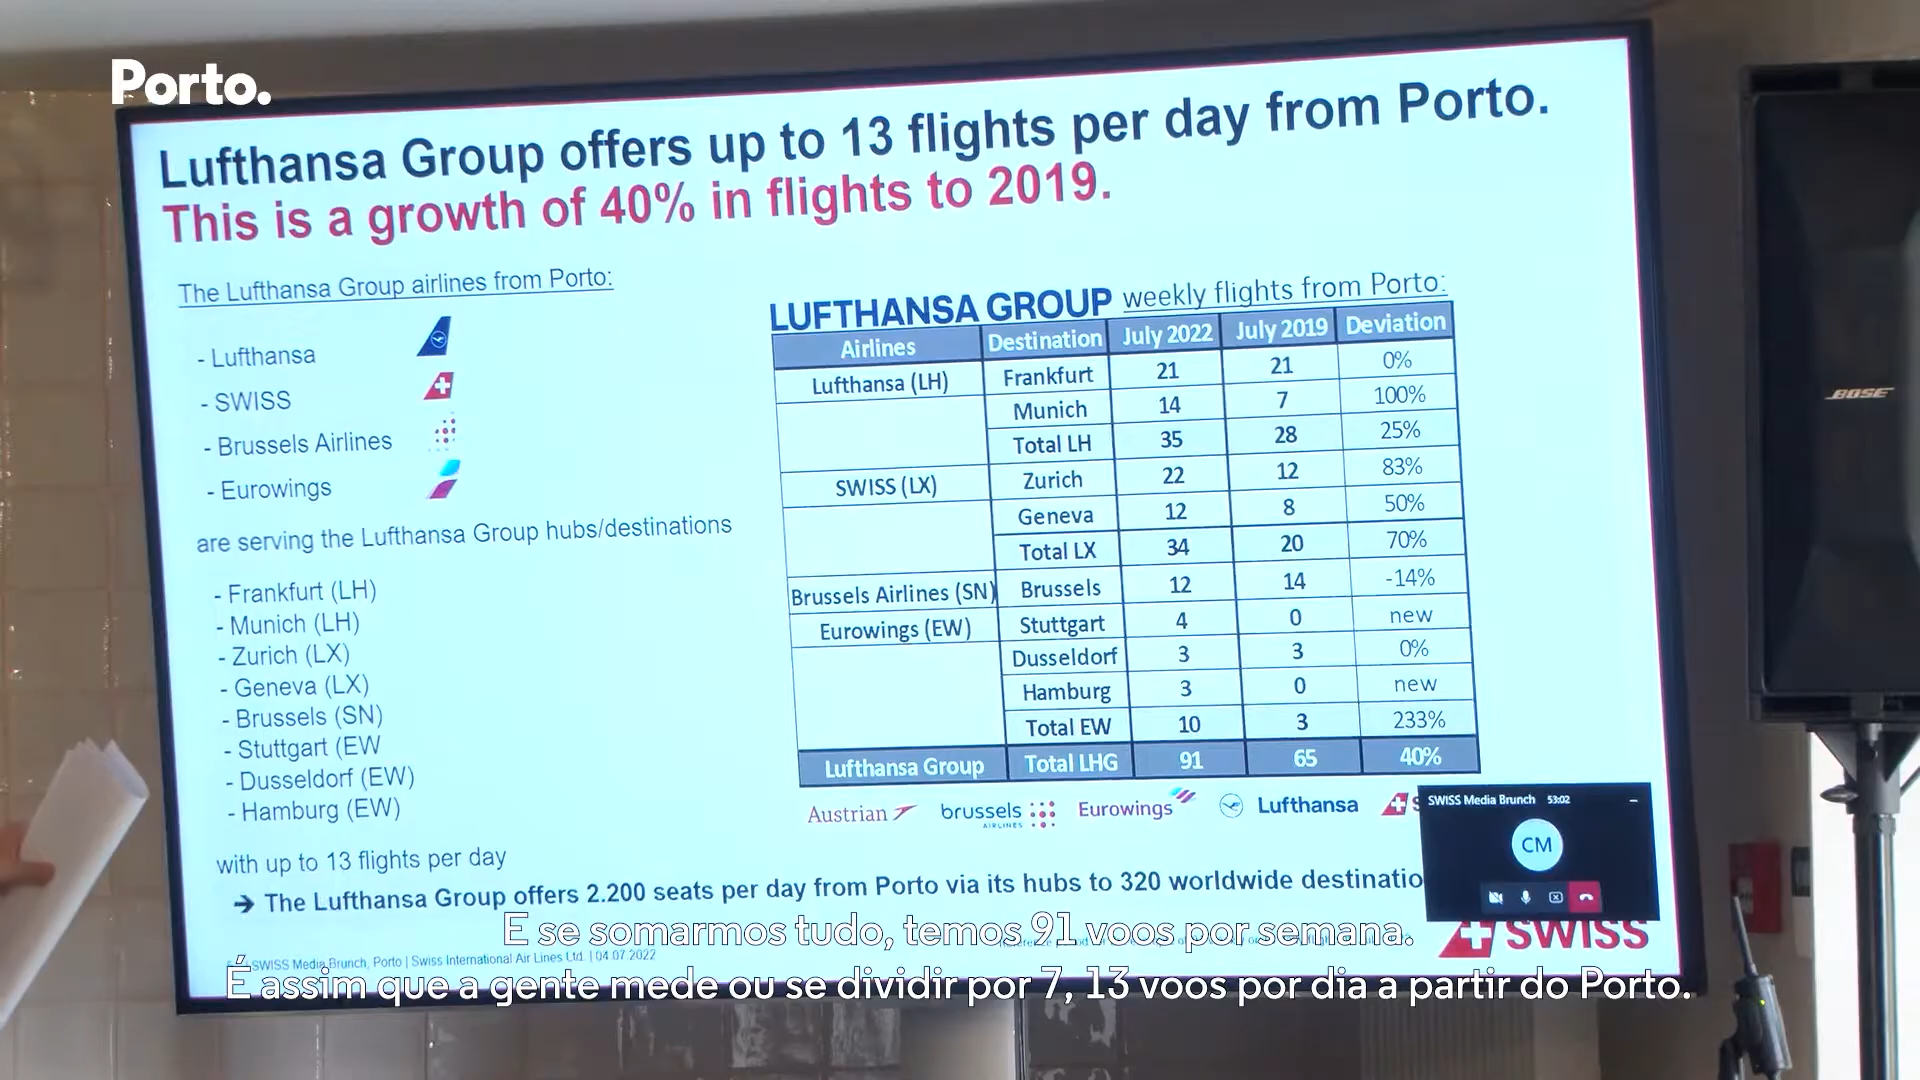 Porto.
Lufthansa Group offers up to 13 flights per day from Porto.
This is a growth of 40% in flights to 2019.
The Lufthansa Group airlines from Porto:
- Lufthansa
- SWISS
- Brussels Airlines
- Eurowings
are serving the Lufthansa Group hubs/destinations
- Frankfurt (LH)
- Munich (LH)
- Zurich (LX)
- Geneva (LX)
- Brussels (SN)
- Stuttgart (EW
- Dusseldorf (EW)
- Hamburg (EW)
with up to 13 flights per day
LUFTHANSA GROUP weekly flights from Porto:
Airlines Destination July 2022 July 2019 Deviation
Lufthansa (LH) Frankfurt 21 21 0%
Munich 14 7 100%
Total LH 35 28 25%
SWISS (LX) Zurich 22 12 83%
Geneva 12 8 50%
Total LX 34 20 70%
Brussels Airlines (SN) Brussels 12 14 -14%
Eurowings (EW) Stuttgart 4 0 new
Dusseldorf 3 3 0%
Hamburg 3 0 new
Total EW 10 3 233%
Lufthansa Group Total LHG 91 65 40%
Austrian brussels AIRLINES Eurowings Lufthansa S
SWISS Media Brunch 53:02
CM
→ The Lufthansa Group offers 2.200 seats per day from Porto via its hubs to 320 worldwide destinatio
SWISS
SWISS Media Brunch, Porto | Swiss International Air Lines Ltd. | 04.07.2022
E se somarmos tudo, temos 91 voos por semana.
É assim que a gente mede ou se dividir por 7, 13 voos por dia a partir do Porto.
BOSE